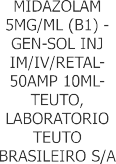 MIDAZOLAM
5MG/ML (B1) -
GEN-SOL INJ
IM/IV/RETAL-
50AMP 10ML-
TEUTO,
LABORATORIO
TEUTO
BRASILEIRO S/A